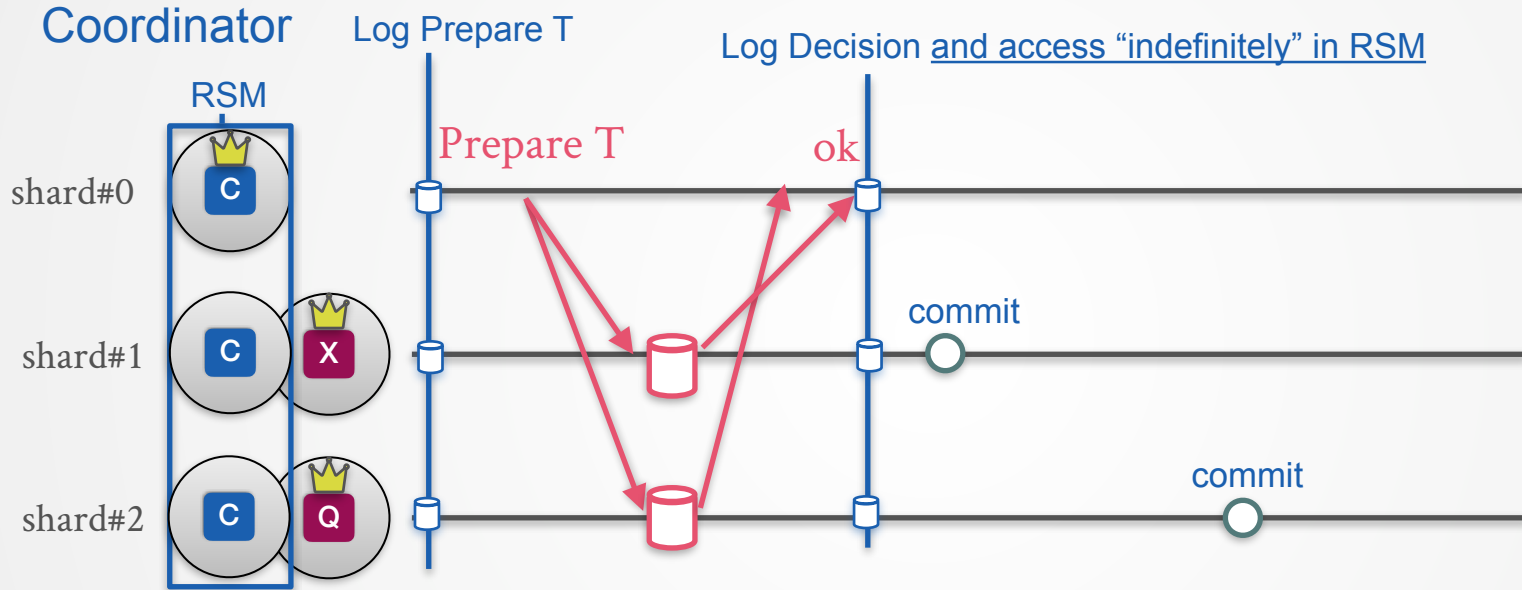 Coordinator
Log Prepare T
Log Decision and access “indefinitely” in RSM
RSM
Prepare T
ok
shard#0
C
commit
shard#1
C
X
commit
shard#2
C
Q